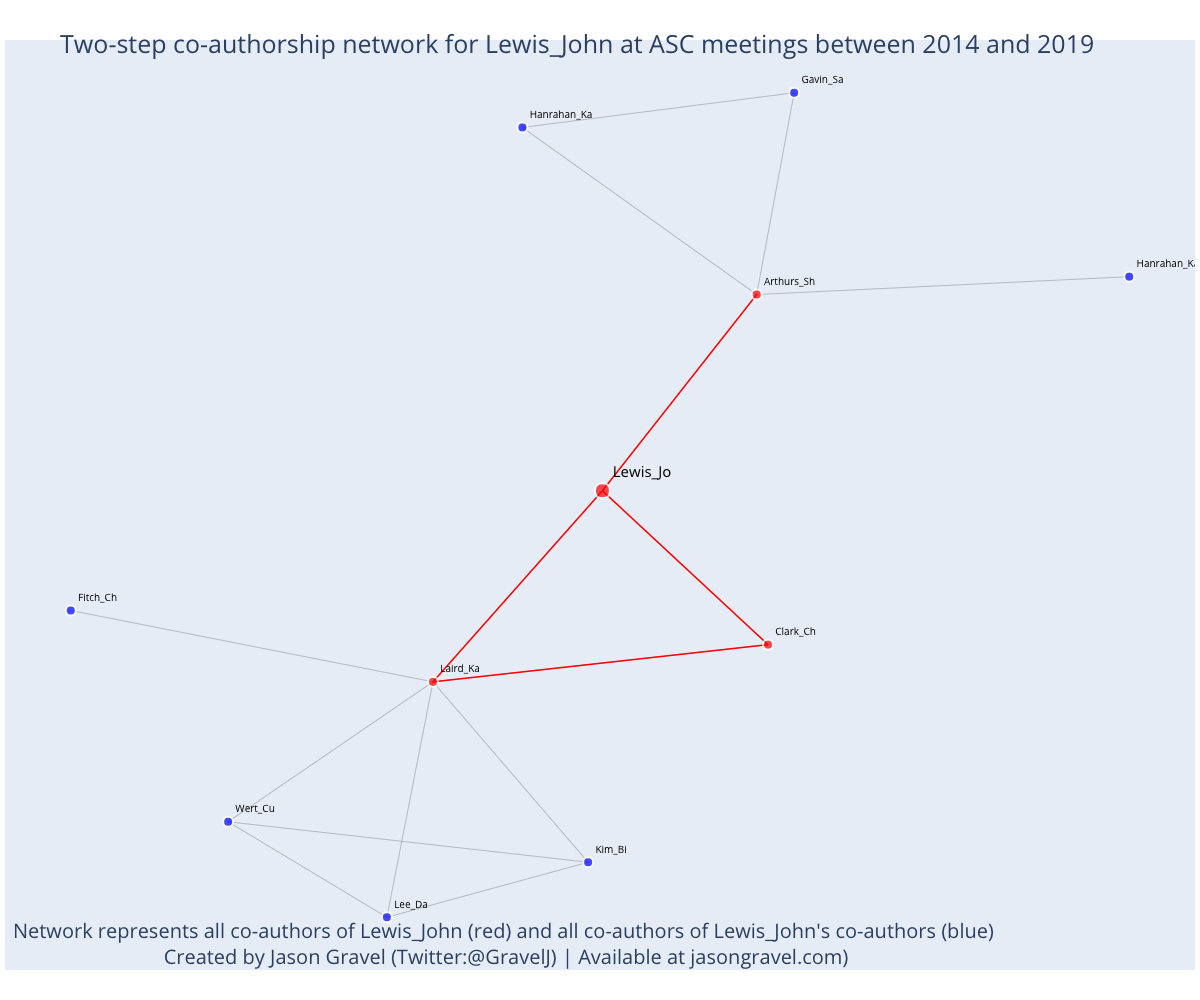 Two-step co-authorship network for Lewis_John at ASC meetings between 2014 and 2019
Gavin_Sa
Hanrahan_Ka
Hanrahan_Ka
Arthurs_Sh
Lewis_Jo
Fitch_Ch
Clark_Ch
Laird_Ka
Wert_Cu
Kim_Bi
Lee_Da
Network represents all co-authors of Lewis_John (red) and all co-authors of Lewis_John's co-authors (blue)
Created by Jason Gravel (Twitter:@GravelJ) | Available at jasongravel.com)